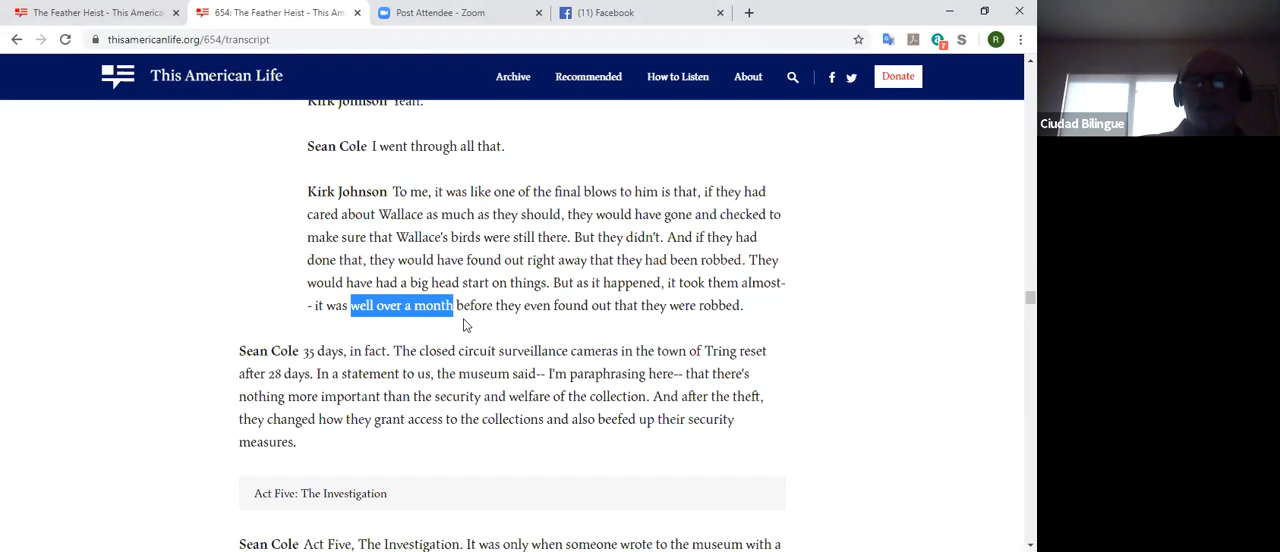 The Feather Heist - This America
654: The Feather Heist - This Am
Post Attendee - Zoom
(11) Facebook
thisamericanlife.org/654/transcript
7
S
R
This American Life
Archive
Recommended
How to Listen
About
Donate
Ciudad Bilingue
Kirk Johnson Yeah.
Sean Cole I went through all that.
Kirk Johnson To me, it was like one of the final blows to him is that, if they had
cared about Wallace as much as they should, they would have gone and checked to
make sure that Wallace's birds were still there. But they didn't. And if they had
done that, they would have found out right away that they had been robbed. They
would have had a big head start on things. But as it happened, it took them almost-
- it was well over a month before they even found out that they were robbed.
Sean Cole 35 days, in fact. The closed circuit surveillance cameras in the town of Tring reset
after 28 days. In a statement to us, the museum said-- I'm paraphrasing here-- that there's
nothing more important than the security and welfare of the collection. And after the theft,
they changed how they grant access to the collections and also beefed up their security
measures.
Act Five: The Investigation
Sean Cole Act Five, The Investigation. It was only when someone wrote to the museum with a